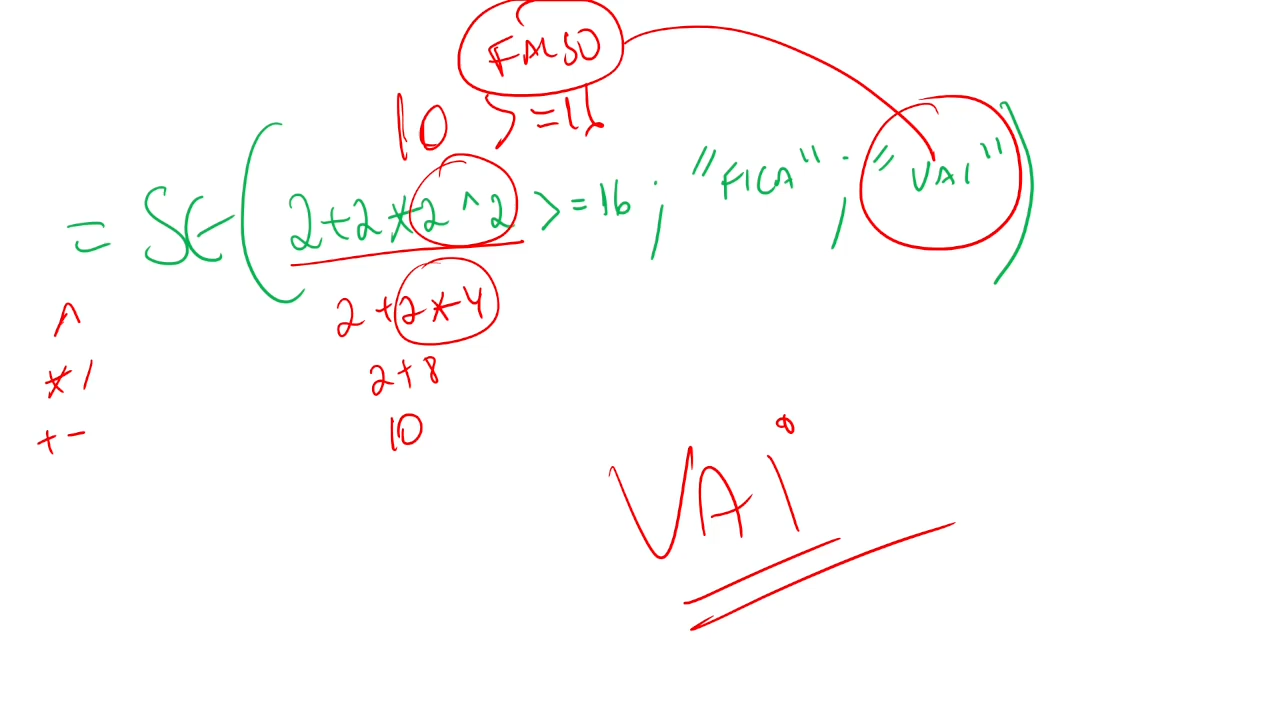 FALSO
10 >=16
=SE(2+2*2^2>=16;"FICA";"VAI")
^ 2+2*4
*/ 2+8
+- 10
VAi